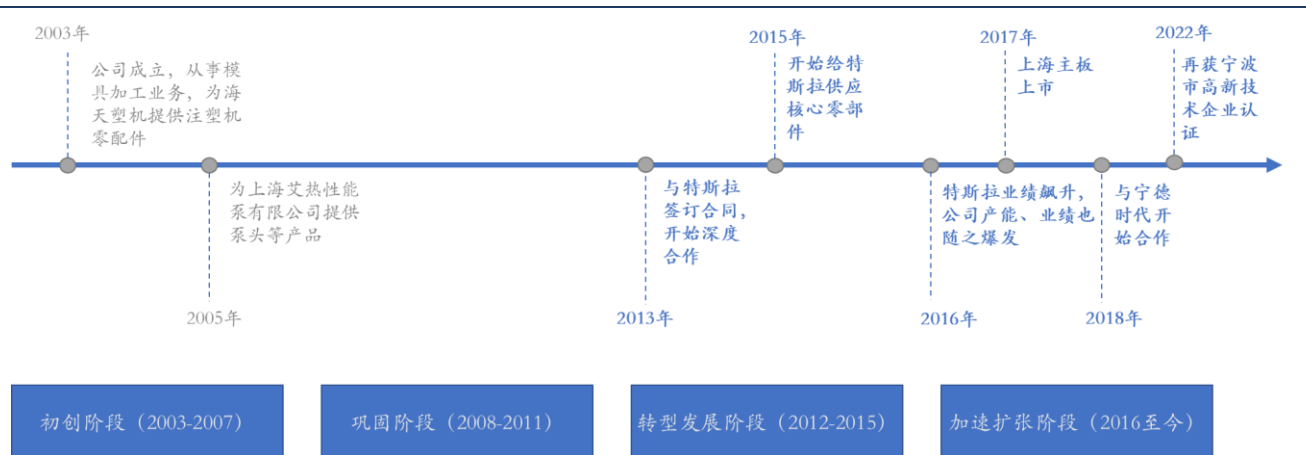 2003年
公司成立，从事模
具加工业务，为海
天塑机提供注塑机
零配件
为上海艾热性能
泵有限公司提供
泵头等产品
2005年
与特斯拉
签订合同，
开始深度
合作
2013年
2015年
开始给特
斯拉供应
核心零部
件
特斯拉业绩飙升，
公司产能、业绩也
随之爆发
2016年
2017年
上海主板
上市
与宁德
时代开
始合作
2018年
2022年
再获宁波
市高新技
术企业认
证
初创阶段（2003-2007）
巩固阶段（2008-2011）
转型发展阶段（2012-2015）
加速扩张阶段（2016至今）